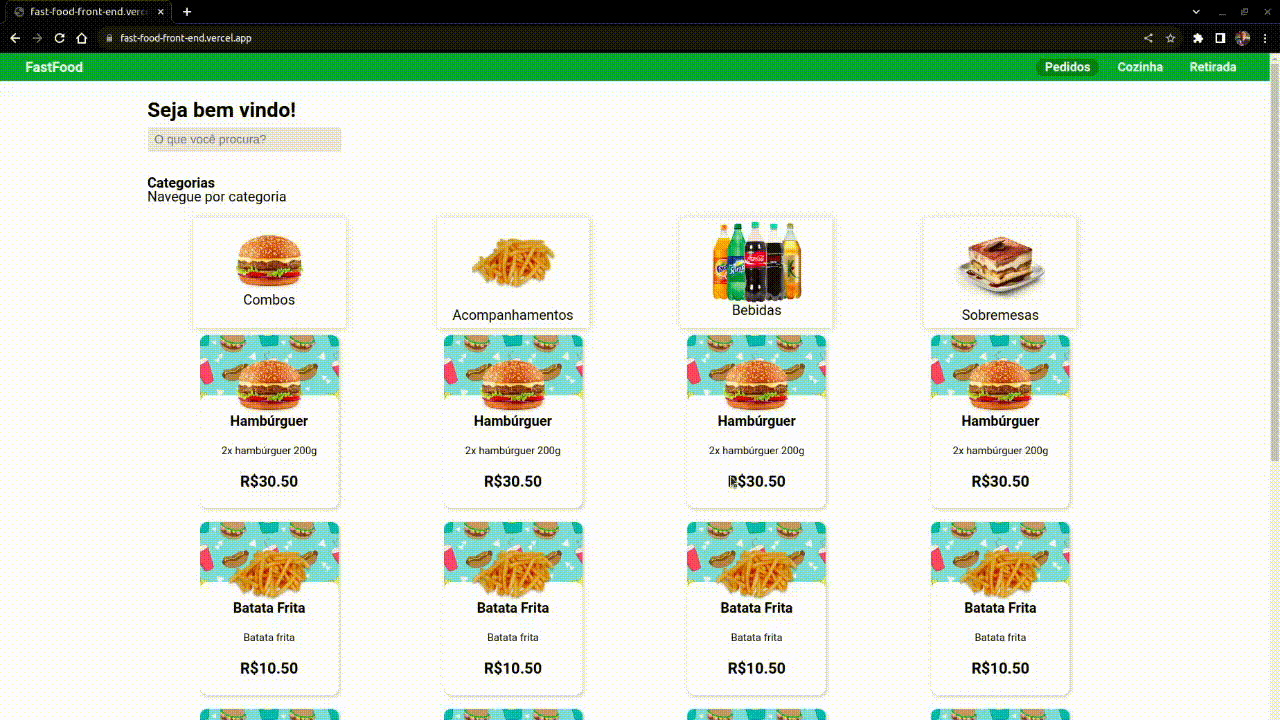 fast-food-front-end.verc
fast-food-front-end.vercel.app
FastFood
Pedidos
Cozinha
Retirada
Seja bem vindo!
O que você procura?
Categorias
Navegue por categoria
Combos
Acompanhamentos
Bebidas
Sobremesas
Hambúrguer
2x hambúrguer 200g
R$30.50
Hambúrguer
2x hambúrguer 200g
R$30.50
Hambúrguer
2x hambúrguer 200g
R$30.50
Hambúrguer
2x hambúrguer 200g
R$30.50
Batata Frita
Batata frita
R$10.50
Batata Frita
Batata frita
R$10.50
Batata Frita
Batata frita
R$10.50
Batata Frita
Batata frita
R$10.50